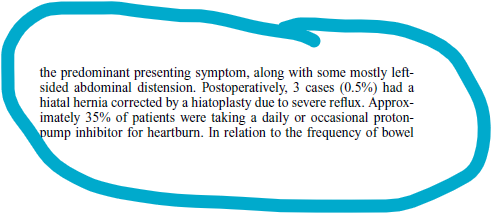 the predominant presenting symptom, along with some mostly left-
sided abdominal distension. Postoperatively, 3 cases (0.5%) had a
hiatal hernia corrected by a hiatoplasty due to severe reflux. Approx-
imately 35% of patients were taking a daily or occasional proton-
pump inhibitor for heartburn. In relation to the frequency of bowel